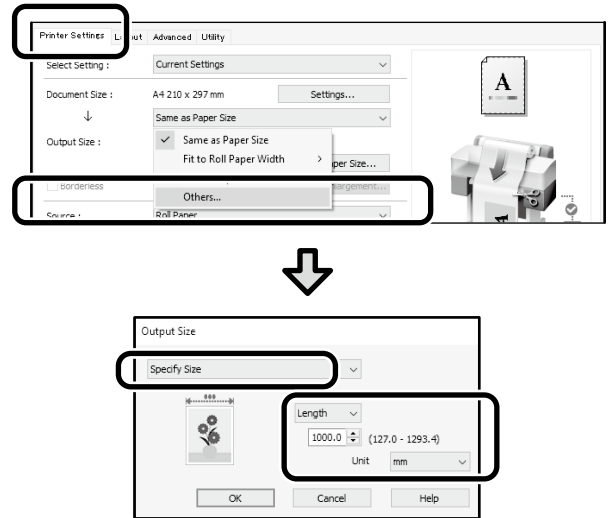 Printer Settings Layout Advanced Utility
Select Setting : Current Settings
Document Size : A4 210 x 297 mm Settings...
↓ Same as Paper Size
✓ Same as Paper Size
Output Size :
Fit to Roll Paper Width >
Paper Size...
Borderless
Others...
Source : Roll Paper
A
Output Size
Specify Size
Length
1000.0 (127.0 - 1293.4)
Unit mm
OK Cancel Help